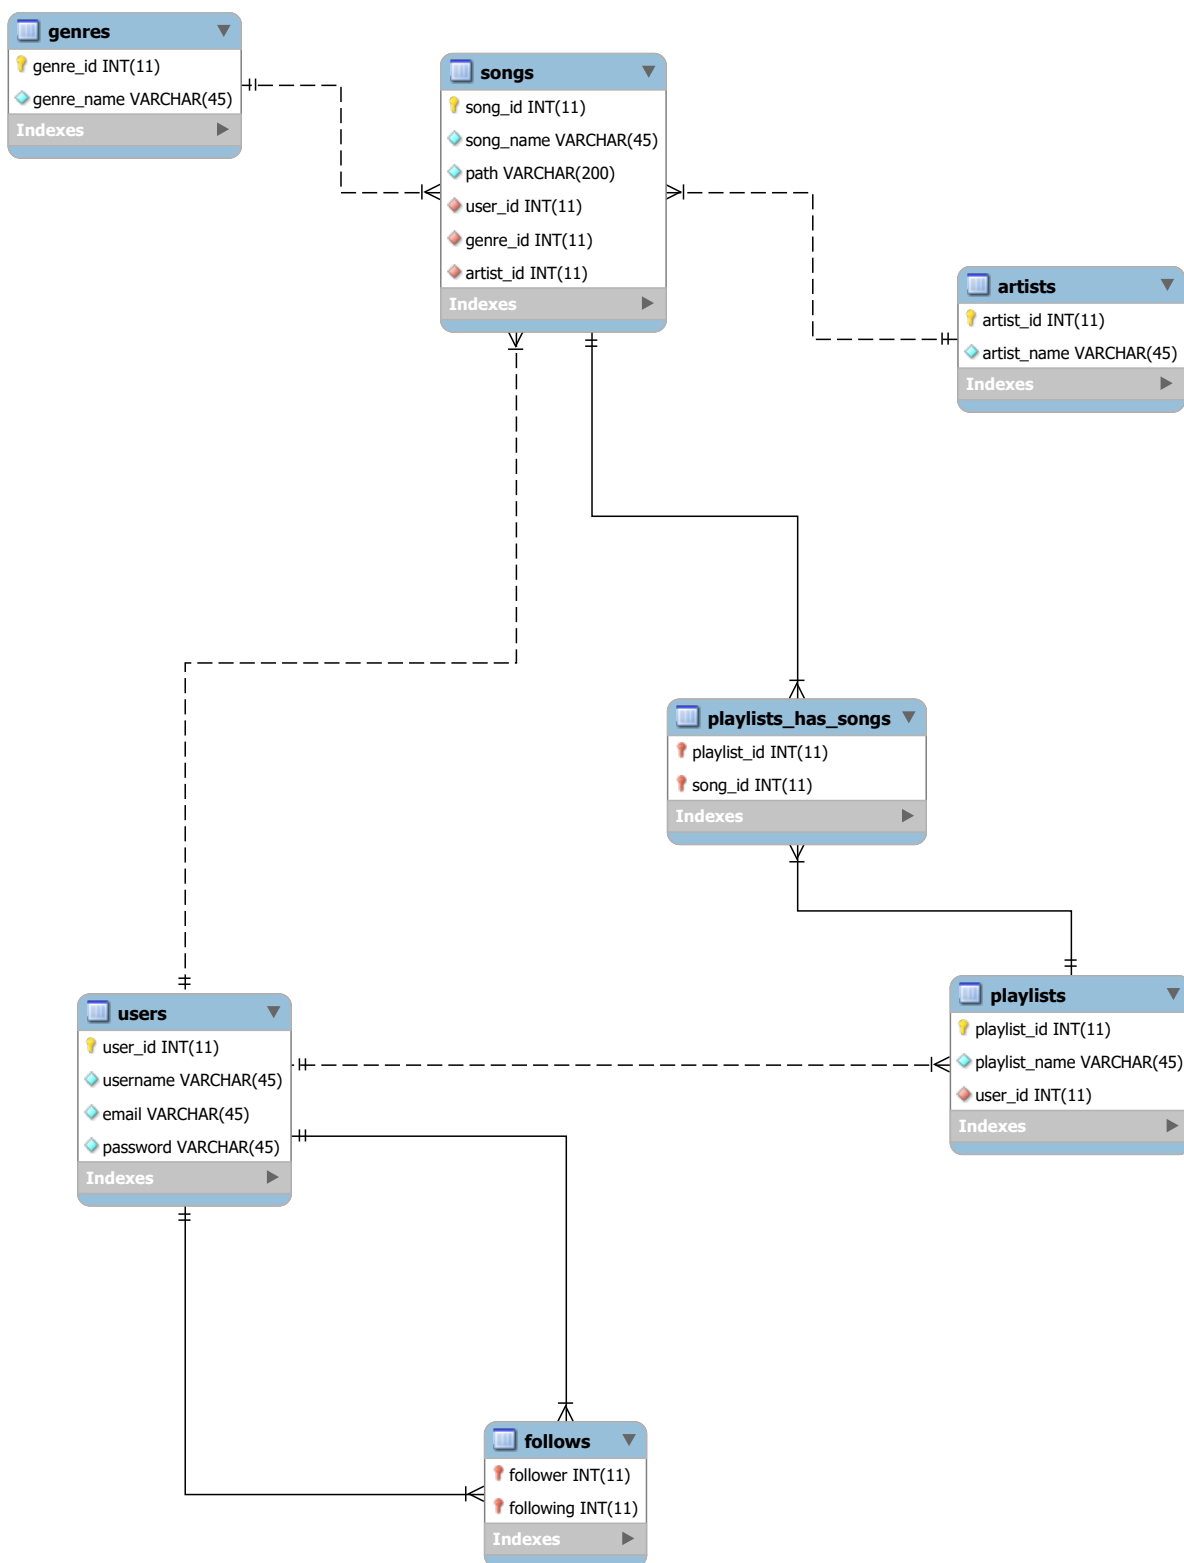 genres
genre_id INT(11)
genre_name VARCHAR(45)
Indexes
songs
song_id INT(11)
song_name VARCHAR(45)
path VARCHAR(200)
user_id INT(11)
genre_id INT(11)
artist_id INT(11)
Indexes
artists
artist_id INT(11)
artist_name VARCHAR(45)
Indexes
playlists_has_songs
playlist_id INT(11)
song_id INT(11)
Indexes
users
user_id INT(11)
username VARCHAR(45)
email VARCHAR(45)
password VARCHAR(45)
Indexes
playlists
playlist_id INT(11)
playlist_name VARCHAR(45)
user_id INT(11)
Indexes
follows
follower INT(11)
following INT(11)
Indexes